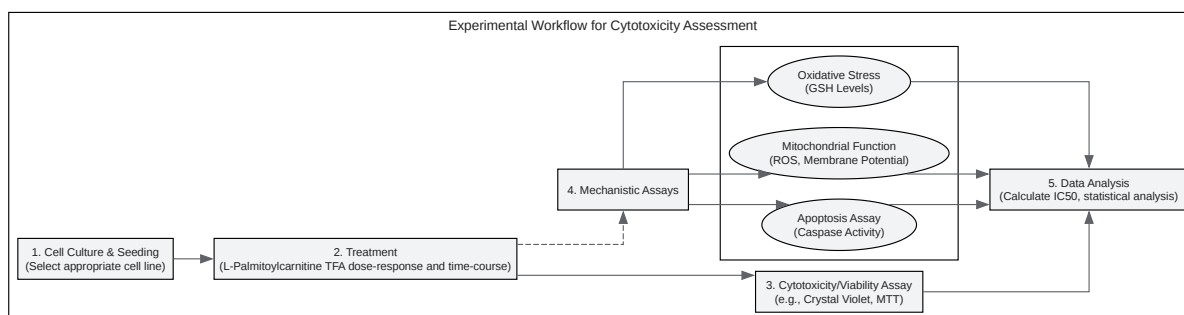 Experimental Workflow for Cytotoxicity Assessment
1. Cell Culture & Seeding
(Select appropriate cell line)
2. Treatment
(L-Palmitoylcarnitine TFA dose-response and time-course)
4. Mechanistic Assays
Oxidative Stress
(GSH Levels)
Mitochondrial Function
(ROS, Membrane Potential)
Apoptosis Assay
(Caspase Activity)
3. Cytotoxicity/Viability Assay
(e.g., Crystal Violet, MTT)
5. Data Analysis
(Calculate IC50, statistical analysis)